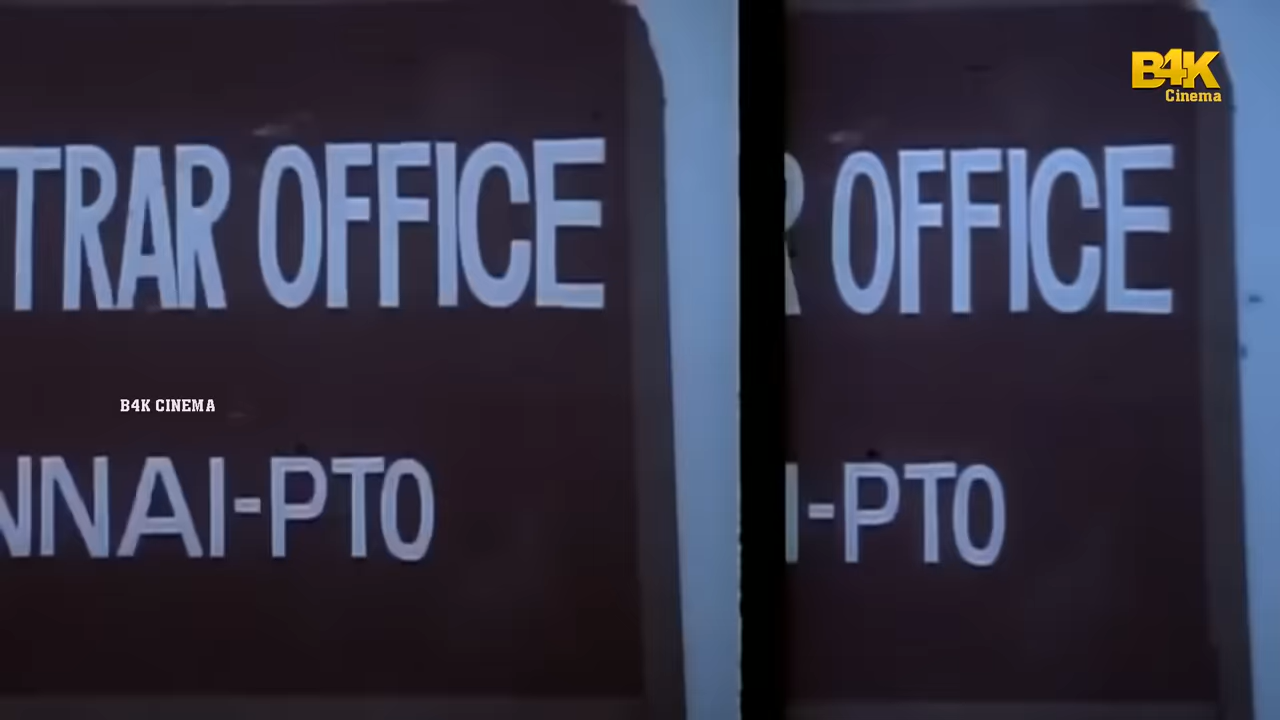 TRAR OFFICE
NNAI-PTO
R OFFICE
I-PTO
B4K CINEMA
B4K
Cinema